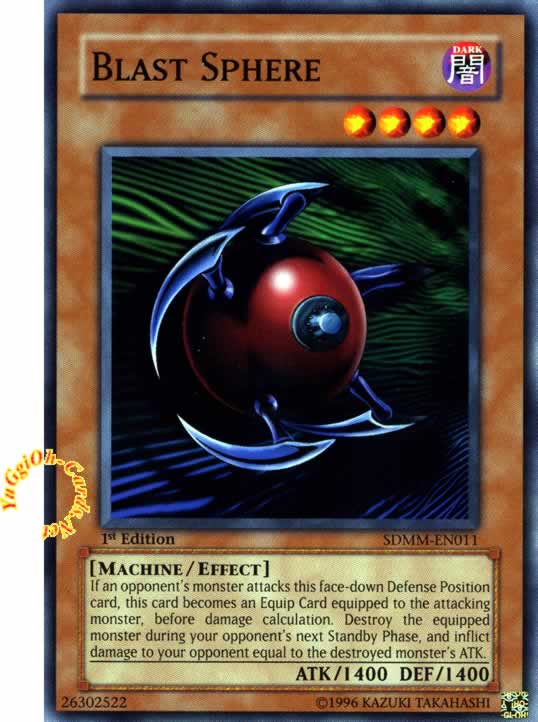 BLAST SPHERE
DARK
闇
YuGgiOh-Cards.Net
1st Edition
SDMM-EN011
[MACHINE/EFFECT]
If an opponent's monster attacks this face-down Defense Position
card, this card becomes an Equip Card equipped to the attacking
monster, before damage calculation. Destroy the equipped
monster during your opponent's next Standby Phase, and inflict
damage to your opponent equal to the destroyed monster's ATK.
ATK/1400 DEF/1400
26302522
©1996 KAZUKI TAKAHASHI